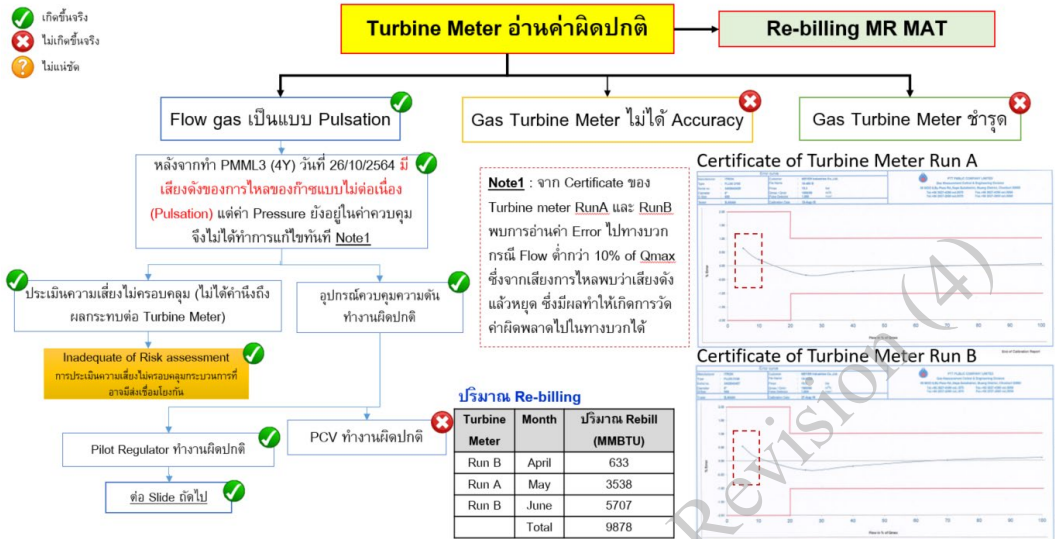 เกิดขึ้นจริง
ไม่เกิดขึ้นจริง
ไม่แน่ชัด
Turbine Meter อ่านค่าผิดปกติ
Re-billing MR MAT
Flow gas เป็นแบบ Pulsation
Gas Turbine Meter ไม่ได้ Accuracy
Gas Turbine Meter ชำรุด
หลังจากทำ PMML3 (4Y) วันที่ 26/10/2564 มี
เสียงดังของการไหลของก๊าซแบบไม่ต่อเนื่อง
(Pulsation) แต่ค่า Pressure ยังอยู่ในค่าควบคุม
จึงไม่ได้ทำการแก้ไขทันที Note1
ประเมินความเสี่ยงไม่ครอบคลุม (ไม่ได้คำนึงถึง
ผลกระทบต่อ Turbine Meter)
อุปกรณ์ควบคุมความดัน
ทำงานผิดปกติ
Inadequate of Risk assessment
การประเมินความเสี่ยงไม่ครอบคลุมกระบวนการที่
อาจมีส่งเชื่อมโยงกัน
Pilot Regulator ทำงานผิดปกติ
PCV ทำงานผิดปกติ
ต่อ Slide ถัดไป
Note1 : จาก Certificate ของ
Turbine meter RunA และ RunB
พบการอ่านค่า Error ไปทางบวก
กรณี Flow ต่ำกว่า 10% of Qmax
ซึ่งจากเสียงการไหลพบว่าเสียงดัง
แล้วหยุด ซึ่งมีผลทำให้เกิดการวัด
ค่าผิดพลาดไปในทางบวกได้
ปริมาณ Re-billing
Turbine Meter Month ปริมาณ Rebill (MMBTU)
Run B April 633
Run A May 3538
Run B June 5707
Total 9878
Certificate of Turbine Meter Run A
0 10 20 30 40 50 60 70 80 90 100
Certificate of Turbine Meter Run B
0 10 20 30 40 50 60 70 80 90 100
Revision (4)